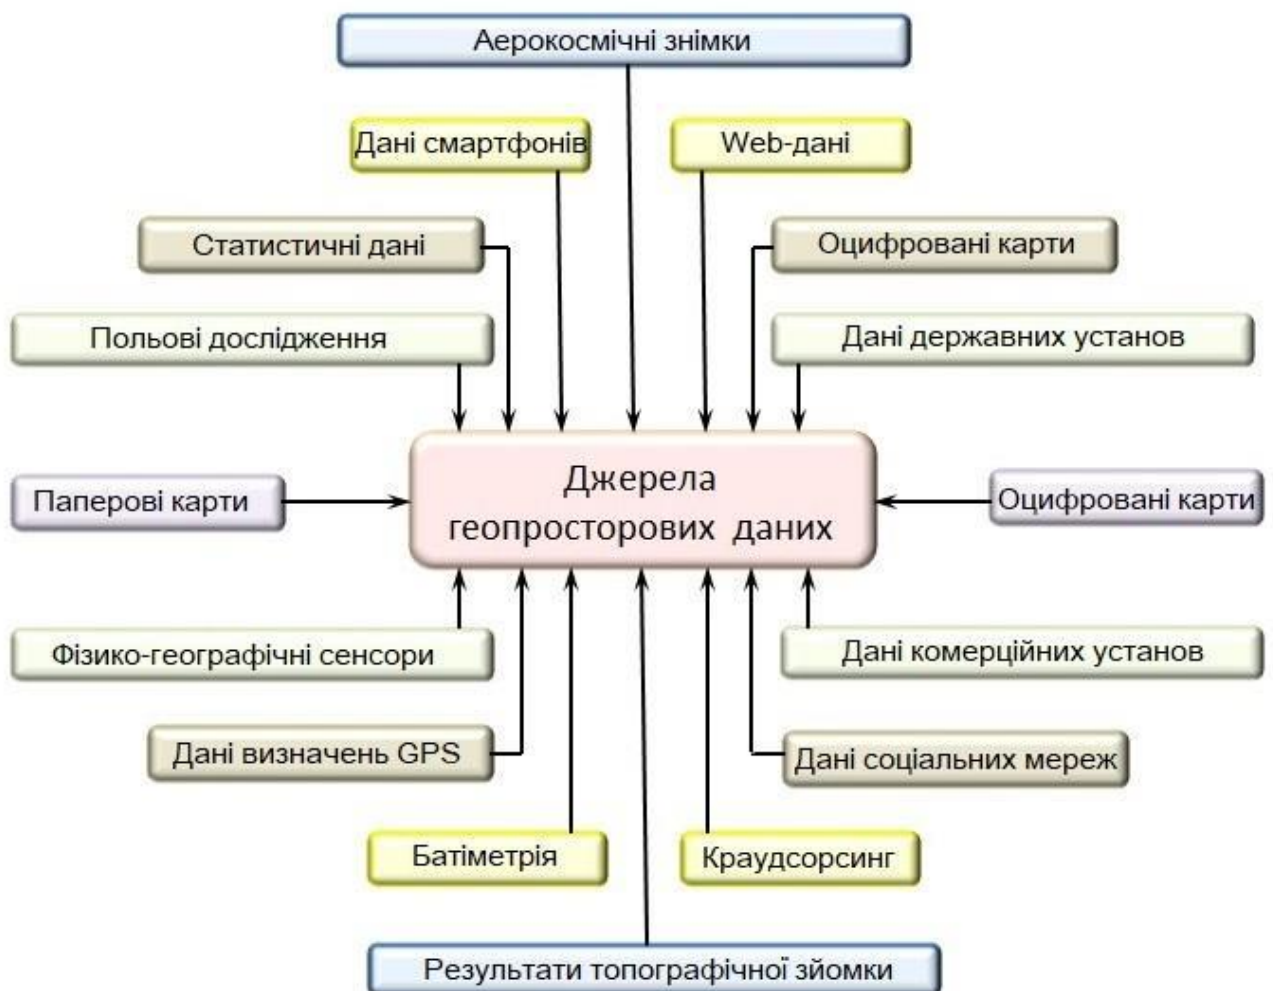 Аерокосмічні знімки
Дані смартфонів
Web-дані
Статистичні дані
Оцифровані карти
Польові дослідження
Дані державних установ
Джерела
геопросторових даних
Паперові карти
Оцифровані карти
Фізико-географічні сенсори
Дані комерційних установ
Дані визначень GPS
Дані соціальних мереж
Батіметрія
Краудсорсинг
Результати топографічної зйомки